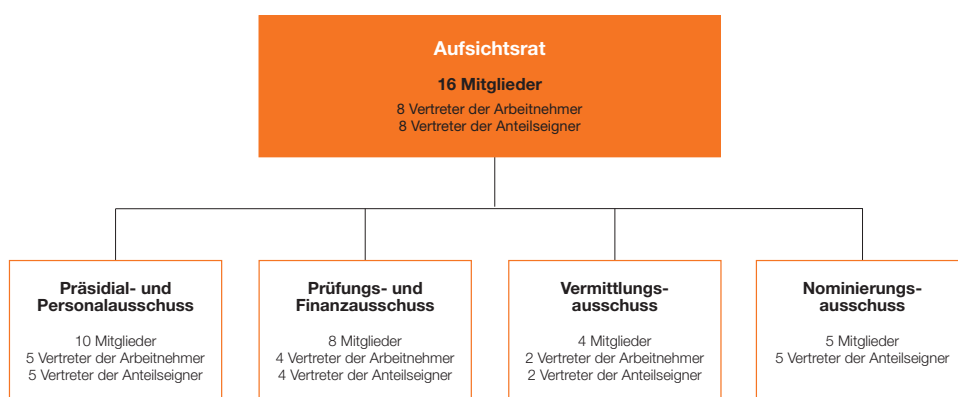 Aufsichtsrat
16 Mitglieder
8 Vertreter der Arbeitnehmer
8 Vertreter der Anteilseigner
Präsidial- und
Personalausschuss
10 Mitglieder
5 Vertreter der Arbeitnehmer
5 Vertreter der Anteilseigner
Prüfungs- und
Finanzausschuss
8 Mitglieder
4 Vertreter der Arbeitnehmer
4 Vertreter der Anteilseigner
Vermittlungs-
ausschuss
4 Mitglieder
2 Vertreter der Arbeitnehmer
2 Vertreter der Anteilseigner
Nominierungs-
ausschuss
5 Mitglieder
5 Vertreter der Anteilseigner